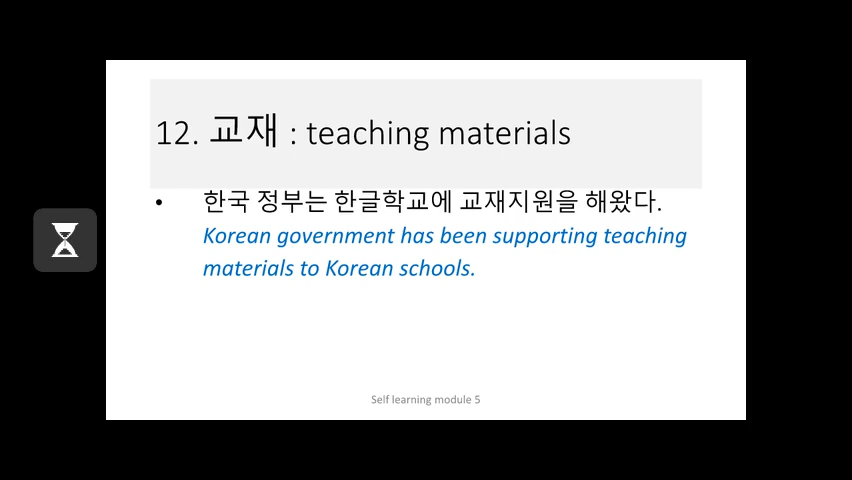 12. 교재 : teaching materials
• 한국 정부는 한글학교에 교재지원을 해왔다.
Korean government has been supporting teaching
materials to Korean schools.
Self learning module 5